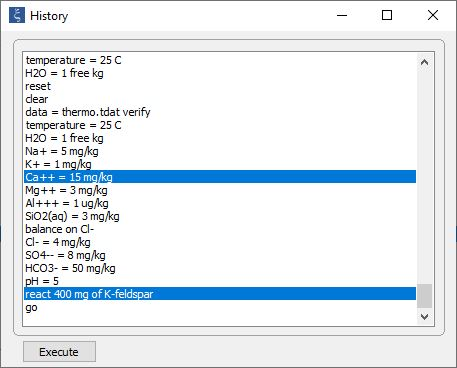 History
temperature = 25 C
H2O = 1 free kg
reset
clear
data = thermo.tdat verify
temperature = 25 C
H2O = 1 free kg
Na+ = 5 mg/kg
K+ = 1 mg/kg
Ca++ = 15 mg/kg
Mg++ = 3 mg/kg
Al+++ = 1 ug/kg
SiO2(aq) = 3 mg/kg
balance on Cl-
Cl- = 4 mg/kg
SO4-- = 8 mg/kg
HCO3- = 50 mg/kg
pH = 5
react 400 mg of K-feldspar
go
Execute